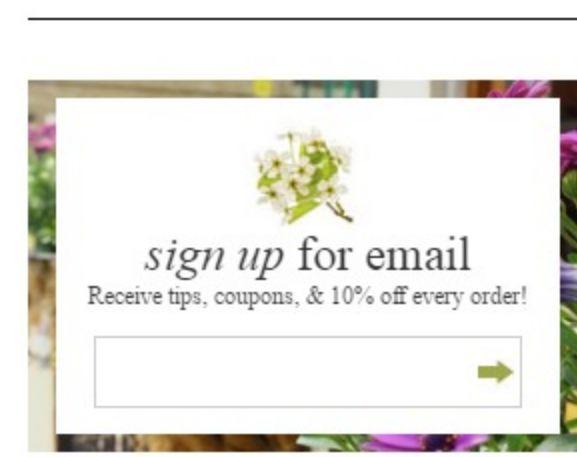 sign up for email
Receive tips, coupons, & 10% off every order!